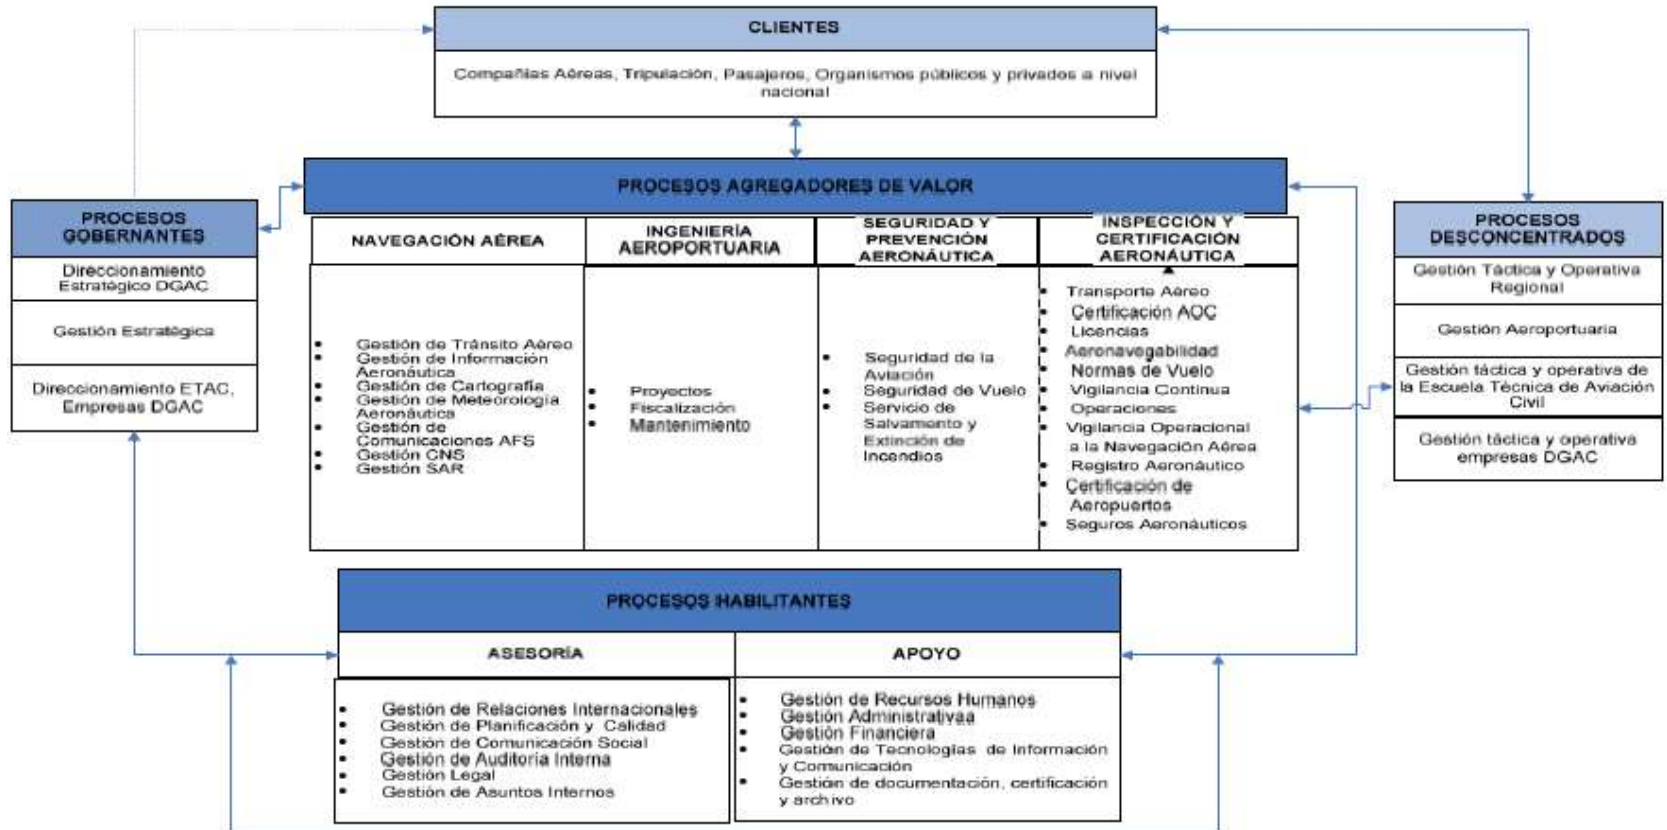 CLIENTES
Compañías Aéreas, Tripulación, Pasajeros, Organismos públicos y privados a nivel
nacional
PROCESOS AGREGADORES DE VALOR
PROCESOS
GOBERNANTES
Direccionamiento
Estratégico DGAC
Gestión Estratégica
Direccionamiento ETAC,
Empresas DGAC
NAVEGACIÓN AÉREA
Gestión de Tránsito Aéreo
Gestión de Información
Aeronáutica
Gestión de Cartografía
Gestión de Meteorología
Aeronáutica
Gestión de
Comunicaciones AFS
Gestión CNS
Gestión SAR
INGENIERÍA
AEROPORTUARIA
Proyectos
Fiscalización
Mantenimiento
SEGURIDAD Y
PREVENCIÓN
AERONÁUTICA
Seguridad de la
Aviación
Seguridad de Vuelo
Servicio de
Salvamento y
Extinción de
Incendios
INSPECCIÓN Y
CERTIFICACIÓN
AERONÁUTICA
Transporte Aéreo
Certificación AOC
Licencias
Aeronavegabilidad
Normas de Vuelo
Vigilancia Continua
Operaciones
Vigilancia Operacional
a la Navegación Aérea
Registro Aeronáutico
Certificación de
Aeropuertos
Seguros Aeronáuticos
PROCESOS
DESCONCENTRADOS
Gestión Táctica y Operativa
Regional
Gestión Aeroportuaria
Gestión táctica y operativa de
la Escuela Técnica de Aviación
Civil
Gestión táctica y operativa
empresas DGAC
PROCESOS HABILITANTES
ASESORÍA
Gestión de Relaciones Internacionales
Gestión de Planificación y Calidad
Gestión de Comunicación Social
Gestión de Auditoría Interna
Gestión Legal
Gestión de Asuntos Internos
APOYO
Gestión de Recursos Humanos
Gestión Administrativaa
Gestión Financiera
Gestión de Tecnologías de Información
y Comunicación
Gestión de documentación, certificación
y archivo